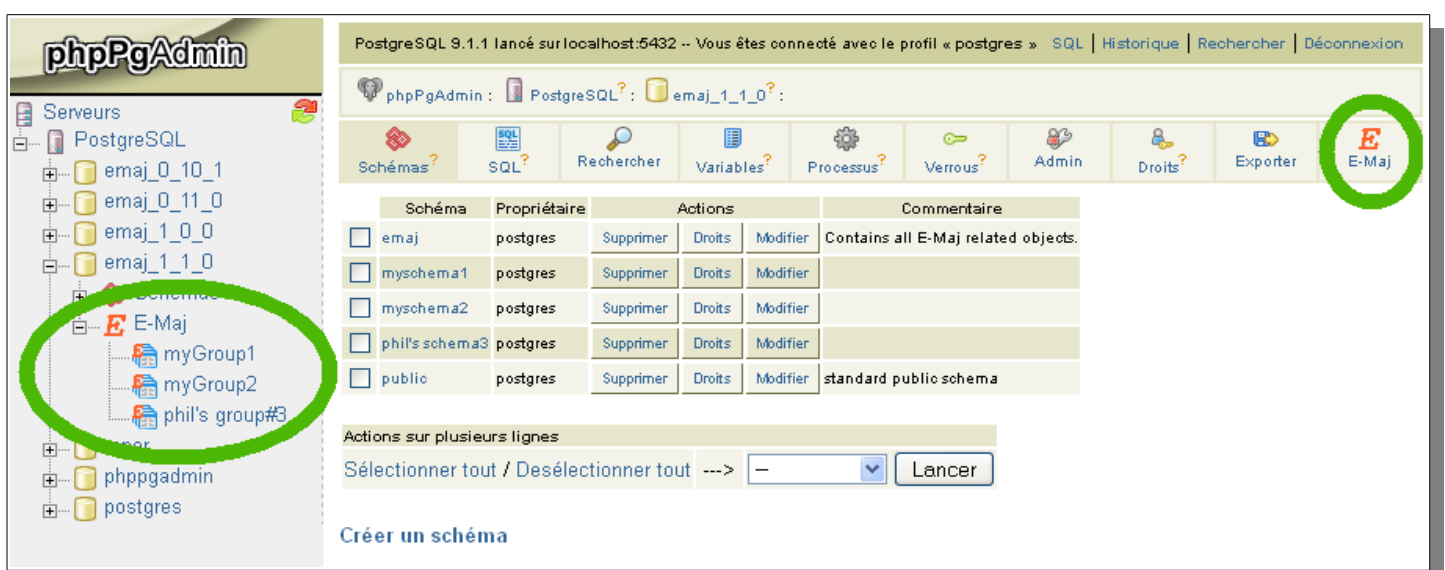 phpPgAdmin
Serveurs
PostgreSQL
emaj_0_10_1
emaj_0_11_0
emaj_1_0_0
emaj_1_1_0
E-Maj
myGroup1
myGroup2
phil's group#3
phppgadmin
postgres
PostgreSQL 9.1.1 lancé sur localhost:5432 -- Vous êtes connecté avec le profil « postgres » SQL | Historique | Rechercher | Déconnexion
phpPgAdmin : PostgreSQL? : emaj_1_1_0? :
Schémas? SQL? Rechercher Variables? Processus? Verrous? Admin Droits? Exporter E-Maj
Schéma Propriétaire Actions Commentaire
emaj postgres Supprimer Droits Modifier Contains all E-Maj related objects.
myschema1 postgres Supprimer Droits Modifier
myschema2 postgres Supprimer Droits Modifier
phil's schema3 postgres Supprimer Droits Modifier
public postgres Supprimer Droits Modifier standard public schema
Actions sur plusieurs lignes
Sélectionner tout / Desélectionner tout ---> -- Lancer
Créer un schéma